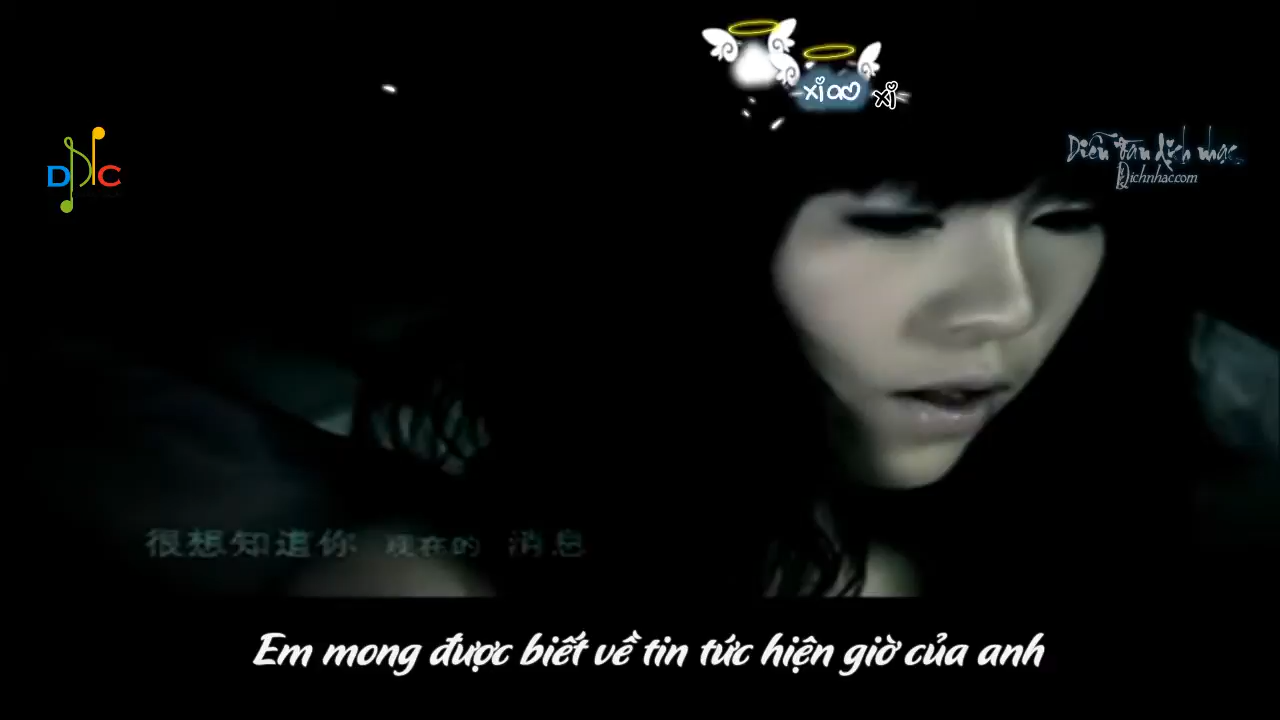 xiao xi
DNC
Diễn đàn dịch nhạc
Dichnhac.com
很想知道你 现在的 消息
Em mong được biết về tin tức hiện giờ của anh